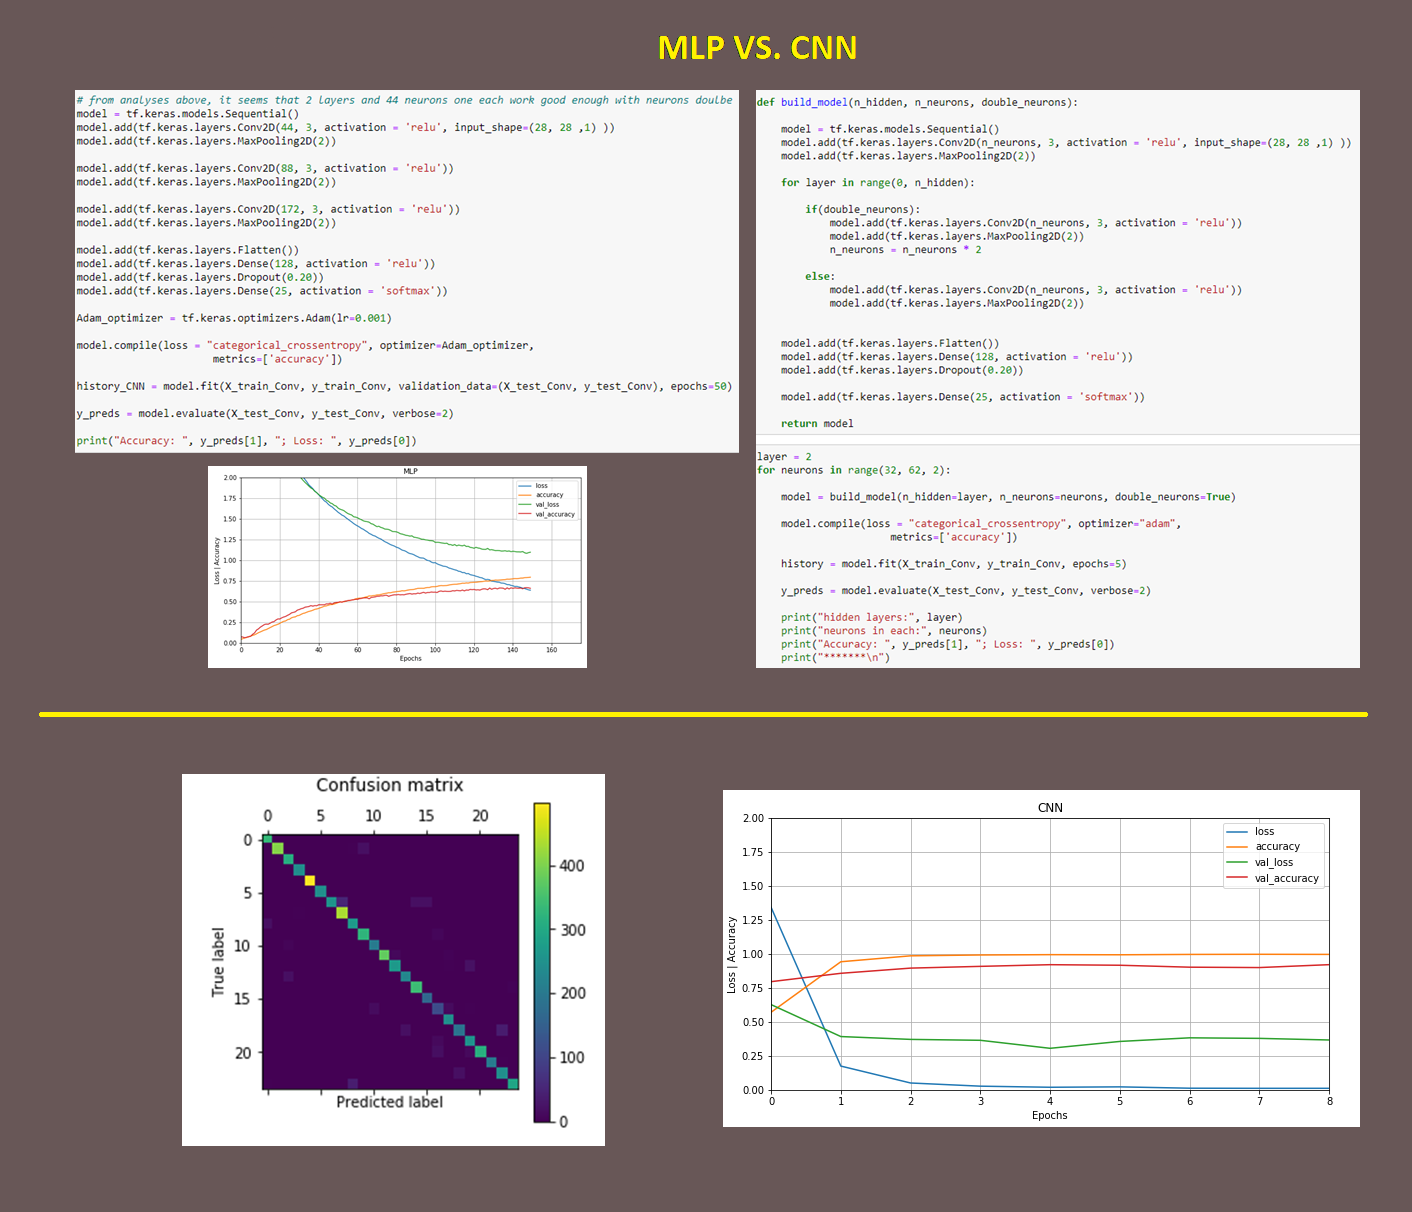 MLP VS. CNN
# from analyses above, it seems that 2 layers and 44 neurons one each work good enough with neurons doulbe
model = tf.keras.models.Sequential()
model.add(tf.keras.layers.Conv2D(44, 3, activation = 'relu', input_shape=(28, 28 ,1) ))
model.add(tf.keras.layers.MaxPooling2D(2))
model.add(tf.keras.layers.Conv2D(88, 3, activation = 'relu'))
model.add(tf.keras.layers.MaxPooling2D(2))
model.add(tf.keras.layers.Conv2D(172, 3, activation = 'relu'))
model.add(tf.keras.layers.MaxPooling2D(2))
model.add(tf.keras.layers.Flatten())
model.add(tf.keras.layers.Dense(128, activation = 'relu'))
model.add(tf.keras.layers.Dropout(0.20))
model.add(tf.keras.layers.Dense(25, activation = 'softmax'))
Adam_optimizer = tf.keras.optimizers.Adam(lr=0.001)
model.compile(loss = "categorical_crossentropy", optimizer=Adam_optimizer,
metrics=['accuracy'])
history_CNN = model.fit(X_train_Conv, y_train_Conv, validation_data=(X_test_Conv, y_test_Conv), epochs=50)
y_preds = model.evaluate(X_test_Conv, y_test_Conv, verbose=2)
print("Accuracy: ", y_preds[1], "; Loss: ", y_preds[0])
MLP
2.00
1.75
1.50
1.25
1.00
0.75
0.50
0.25
0.00
Loss | Accuracy
loss
accuracy
val_loss
val_accuracy
0 20 40 60 80 100 120 140 160
Epochs
def build_model(n_hidden, n_neurons, double_neurons):
model = tf.keras.models.Sequential()
model.add(tf.keras.layers.Conv2D(n_neurons, 3, activation = 'relu', input_shape=(28, 28 ,1) ))
model.add(tf.keras.layers.MaxPooling2D(2))
for layer in range(0, n_hidden):
if(double_neurons):
model.add(tf.keras.layers.Conv2D(n_neurons, 3, activation = 'relu'))
model.add(tf.keras.layers.MaxPooling2D(2))
n_neurons = n_neurons * 2
else:
model.add(tf.keras.layers.Conv2D(n_neurons, 3, activation = 'relu'))
model.add(tf.keras.layers.MaxPooling2D(2))
model.add(tf.keras.layers.Flatten())
model.add(tf.keras.layers.Dense(128, activation = 'relu'))
model.add(tf.keras.layers.Dropout(0.20))
model.add(tf.keras.layers.Dense(25, activation = 'softmax'))
return model
layer = 2
for neurons in range(32, 62, 2):
model = build_model(n_hidden=layer, n_neurons=neurons, double_neurons=True)
model.compile(loss = "categorical_crossentropy", optimizer="adam",
metrics=['accuracy'])
history = model.fit(X_train_Conv, y_train_Conv, epochs=5)
y_preds = model.evaluate(X_test_Conv, y_test_Conv, verbose=2)
print("hidden layers:", layer)
print("neurons in each:", neurons)
print("Accuracy: ", y_preds[1], "; Loss: ", y_preds[0])
print("*******\n")
Confusion matrix
0 5 10 15 20
0
5
10
15
20
True label
Predicted label
400
300
200
100
0
CNN
2.00
1.75
1.50
1.25
1.00
0.75
0.50
0.25
0.00
Loss | Accuracy
loss
accuracy
val_loss
val_accuracy
0 1 2 3 4 5 6 7 8
Epochs